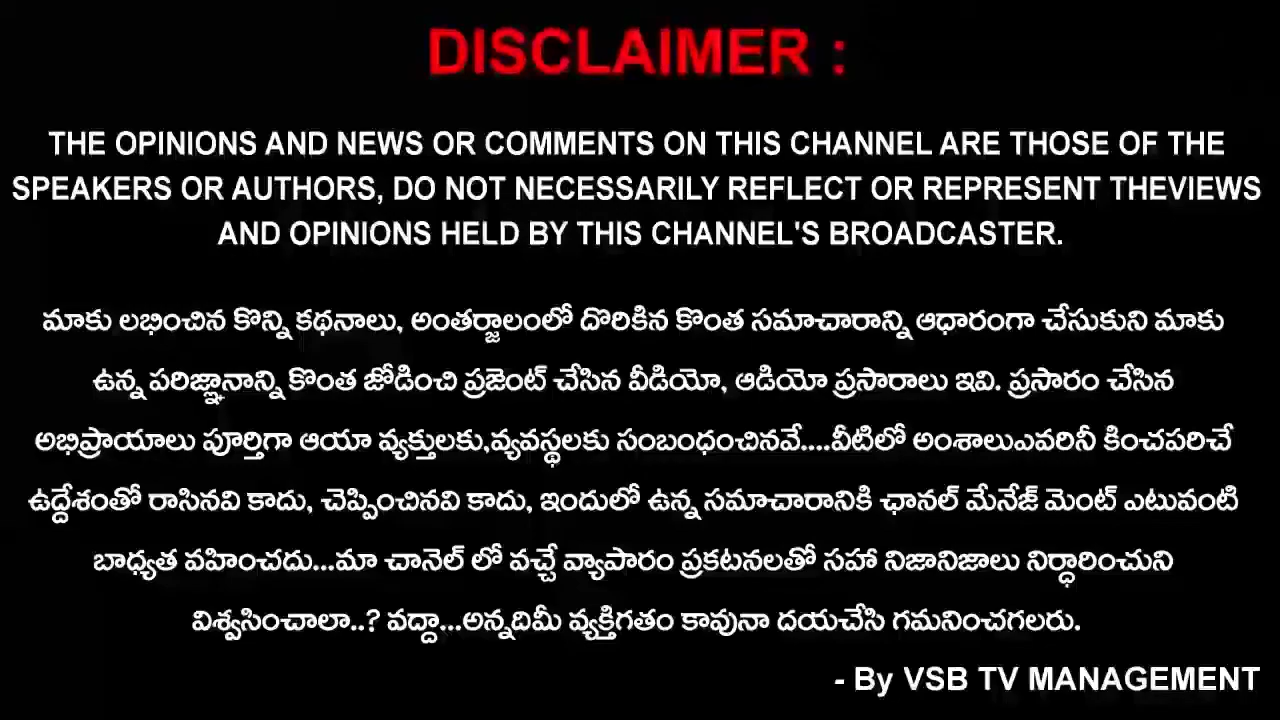 DISCLAIMER :
THE OPINIONS AND NEWS OR COMMENTS ON THIS CHANNEL ARE THOSE OF THE
SPEAKERS OR AUTHORS, DO NOT NECESSARILY REFLECT OR REPRESENT THEVIEWS
AND OPINIONS HELD BY THIS CHANNEL'S BROADCASTER.
మాకు లభించిన కొన్ని కథనాలు, అంతర్జాలంలో దొరికిన కొంత సమాచారాన్ని ఆధారంగా చేసుకుని మాకు
ఉన్న పరిజ్ఞానాన్ని కొంత జోడించి ప్రజెంట్ చేసిన వీడియో, ఆడియో ప్రసారాలు ఇవి. ప్రసారం చేసిన
అభిప్రాయాలు పూర్తిగా ఆయా వ్యక్తులకు,వ్యవస్థలకు సంబంధంచినవే....వీటిలో అంశాలుఎవరినీ కించపరిచే
ఉద్దేశంతో రాసినవి కాదు, చెప్పించినవి కాదు, ఇందులో ఉన్న సమాచారానికి ఛానల్ మేనేజ్ మెంట్ ఎటువంటి
బాధ్యత వహించదు...మా చానెల్ లో వచ్చే వ్యాపారం ప్రకటనలతో సహా నిజానిజాలు నిర్ధారించుని
విశ్వసించాలా..? వద్దా...అన్నదిమీ వ్యక్తిగతం కావునా దయచేసి గమనించగలరు.
- By VSB TV MANAGEMENT